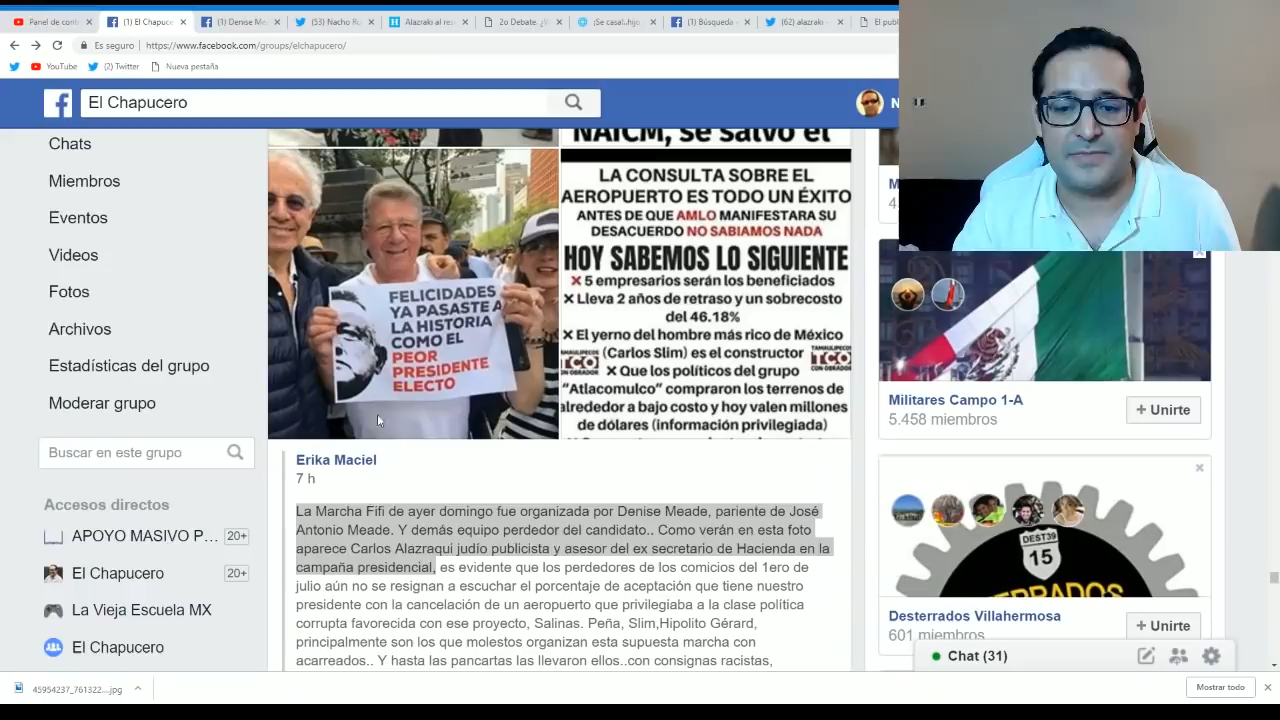 Panel de cont
(1) El Chapuce
(1) Denise Me
(53) Nacho Ro
Alazraki al res
2o Debate. ¿V
¡Se casa!..hijo
(1) Búsqueda
(62) alazraki -
El publ
Es seguro https://www.facebook.com/groups/elchapucero/
YouTube
(2) Twitter
Nueva pestaña
El Chapucero
N
Chats
Miembros
Eventos
Videos
Fotos
Archivos
Estadísticas del grupo
Moderar grupo
Buscar en este grupo
Accesos directos
APOYO MASIVO P... 20+
El Chapucero 20+
La Vieja Escuela MX
El Chapucero
FELICIDADES
YA PASASTE A
LA HISTORIA
COMO EL
PEOR
PRESIDENTE
ELECTO
NAICM, se salvó el
LA CONSULTA SOBRE EL
AEROPUERTO ES TODO UN ÉXITO
ANTES DE QUE AMLO MANIFESTARA SU
DESACUERDO NO SABIAMOS NADA
HOY SABEMOS LO SIGUIENTE
× 5 empresarios serán los beneficiados
× Lleva 2 años de retraso y un sobrecosto
del 46.18%
× El yerno del hombre más rico de México
(Carlos Slim) es el constructor
× Que los políticos del grupo
"Atlacomulco" compraron los terrenos de
alrededor a bajo costo y hoy valen millones
de dólares (información privilegiada)
TAMAULIPECOS
TCO
CON OBRADOR
Erika Maciel
7 h
La Marcha Fifi de ayer domingo fue organizada por Denise Meade, pariente de José
Antonio Meade. Y demás equipo perdedor del candidato.. Como verán en esta foto
aparece Carlos Alazraqui judío publicista y asesor del ex secretario de Hacienda en la
campaña presidencial, es evidente que los perdedores de los comicios del 1ero de
julio aún no se resignan a escuchar el porcentaje de aceptación que tiene nuestro
presidente con la cancelación de un aeropuerto que privilegiaba a la clase política
corrupta favorecida con ese proyecto, Salinas. Peña, Slim,Hipolito Gérard,
principalmente son los que molestos organizan esta supuesta marcha con
acarreados.. Y hasta las pancartas las llevaron ellos..con consignas racistas,
M
4.
Militares Campo 1-A
5.458 miembros
+ Unirte
DEST39
15
DESTERRADOS
Desterrados Villahermosa
601 miembros
+ Unirte
Chat (31)
45954237_761322....jpg
Mostrar todo